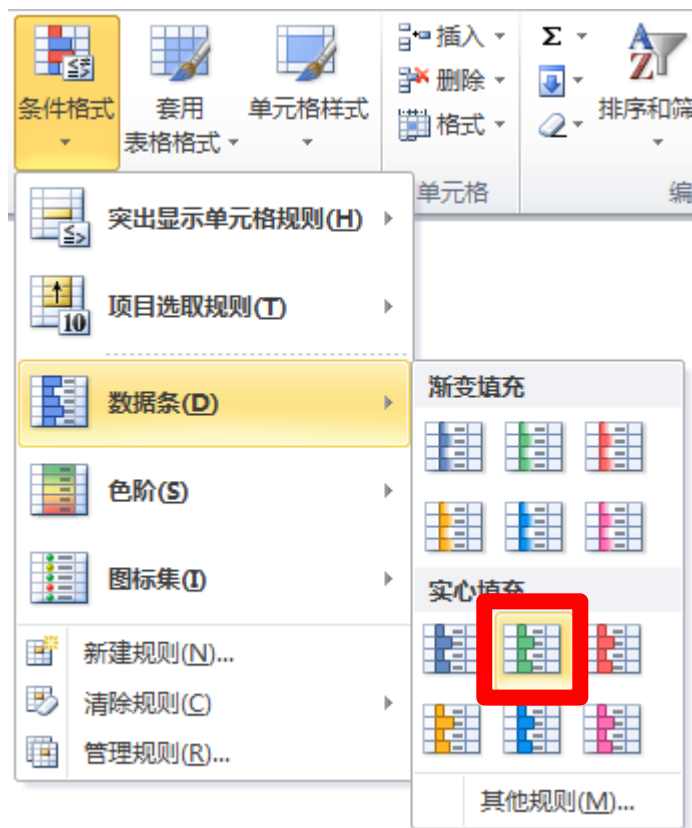 条件格式
套用
表格格式
单元格样式
插入
删除
格式
Σ
A
Z
排序和筛
单元格
编
突出显示单元格规则(H)
10
项目选取规则(T)
数据条(D)
色阶(S)
图标集(I)
新建规则(N)...
清除规则(C)
管理规则(R)...
渐变填充
实心填充
其他规则(M)...